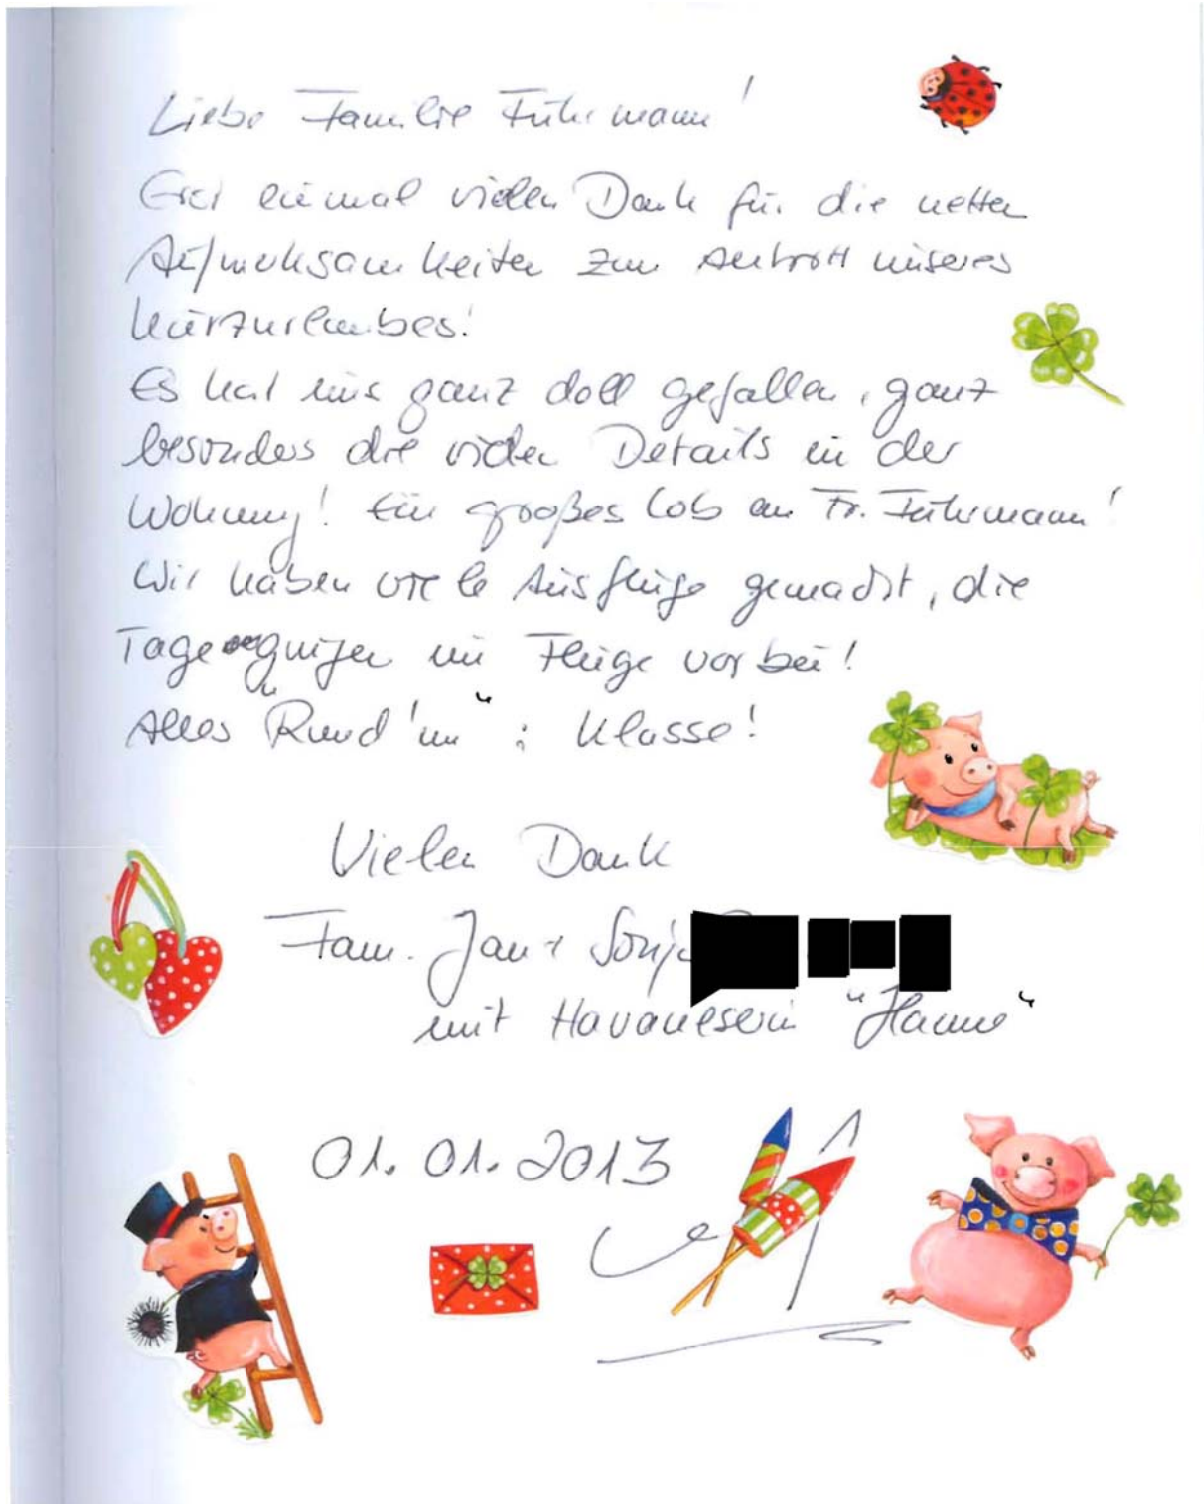 Liebe Familie Fuhrmann!
Erst einmal vielen Dank für die netten
Aufmerksamkeiten zum Antritt unseres
Kurzurlaubes!
Es hat uns ganz doll gefallen, ganz
besonders die vielen Details in der
Wohnung! Ein großes Lob an Fr. Fuhrmann!
Wir haben viele Ausflüge gemacht, die
Tage gingen im Fluge vorbei!
Alles "Rund'um": Klasse!
Vielen Dank
Fam. Jan + Sonja
mit Havaneserin "Hanne"
01.01.2013